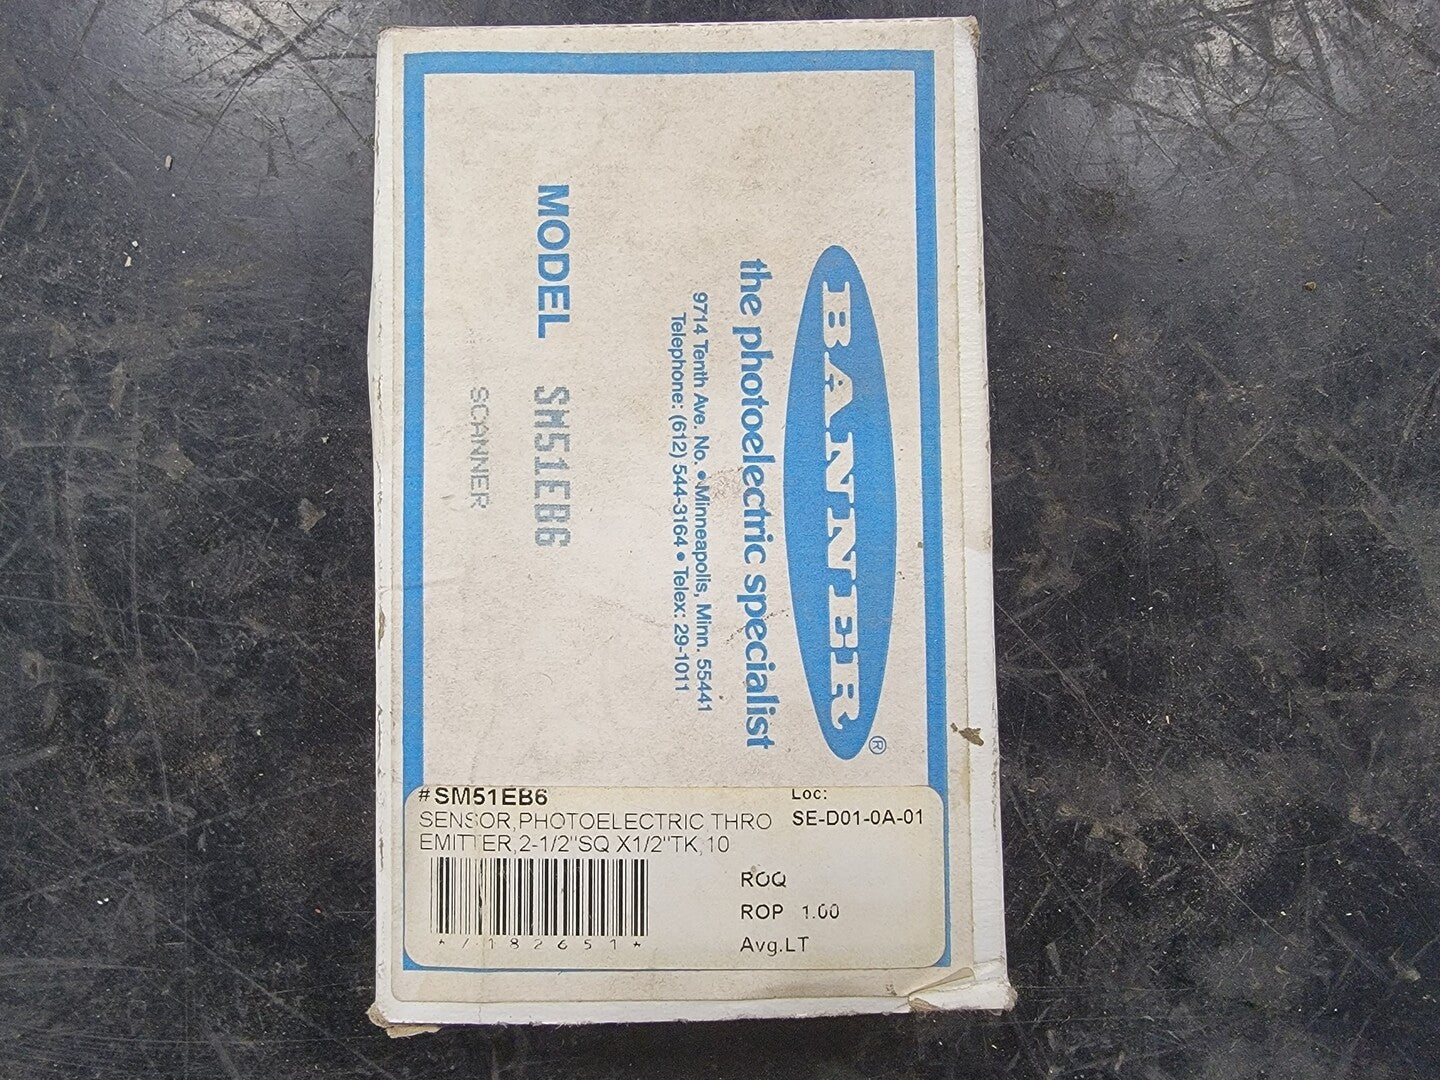 BANNER®
the photoelectric specialist
9714 Tenth Ave. No. • Minneapolis, Minn. 55441
Telephone: (612) 544-3164 • Telex: 29-1011
MODEL SM51EB6
SCANNER
#SM51EB6
SENSOR,PHOTOELECTRIC,THRO
EMITTER,2-1/2"SQ X1/2"TK,10
*7182651*
Loc:
SE-D01-0A-01
ROQ
ROP 1.00
Avg.LT